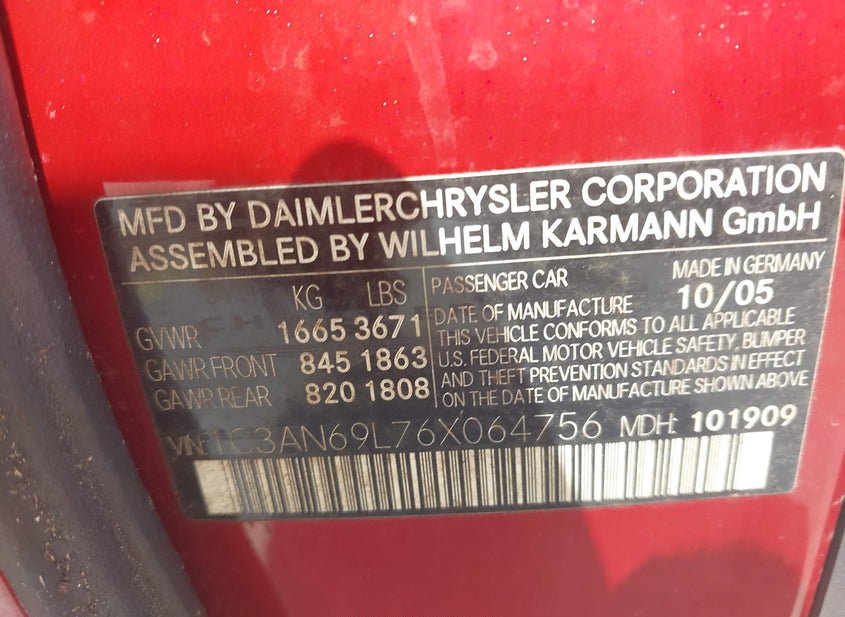 MFD BY DAIMLERCHRYSLER CORPORATION
ASSEMBLED BY WILHELM KARMANN GmbH
KG LBS
GVWR 1665 3671
GAWR FRONT 845 1863
GAWR REAR 820 1808
PASSENGER CAR MADE IN GERMANY
DATE OF MANUFACTURE 10/05
THIS VEHICLE CONFORMS TO ALL APPLICABLE
U.S. FEDERAL MOTOR VEHICLE SAFETY, BUMPER
AND THEFT PREVENTION STANDARDS IN EFFECT
ON THE DATE OF MANUFACTURE SHOWN ABOVE
VIN: 1C3AN69L76X064756 MDH: 101909